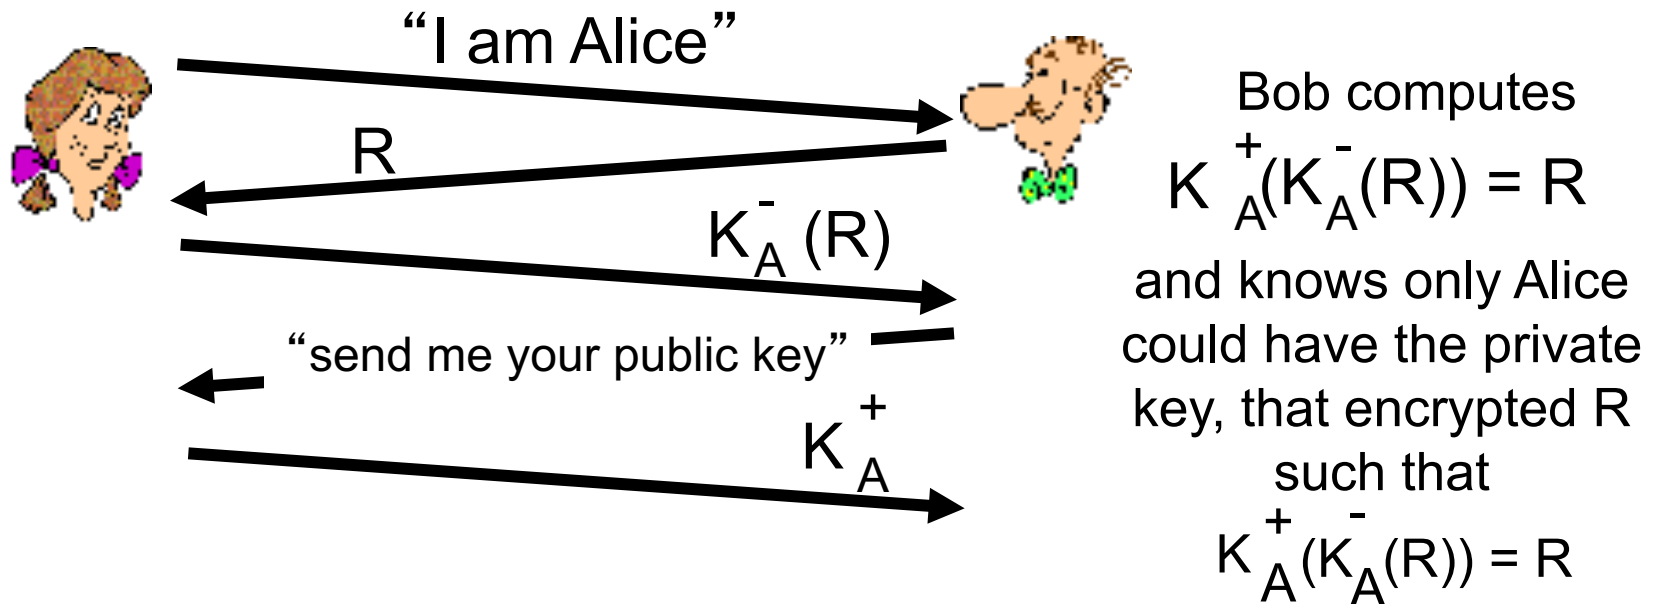 “I am Alice”
R
K_A^- (R)
“send me your public key”
K_A^+
Bob computes
K_A^+(K_A^-(R)) = R
and knows only Alice
could have the private
key, that encrypted R
such that
K_A^+(K_A^-(R)) = R